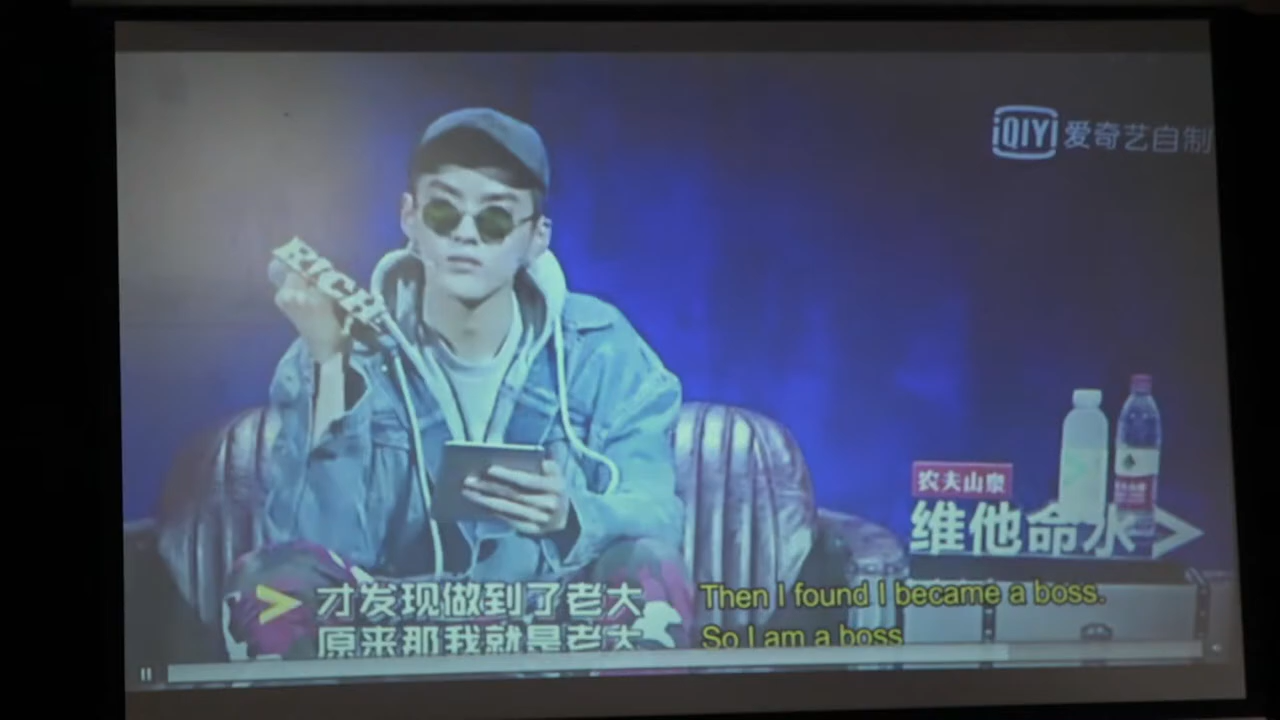 iQIYI 爱奇艺自制
农夫山泉
维他命水
才发现做到了老大
原来那我就是老大
Then I found I became a boss.
So I am a boss